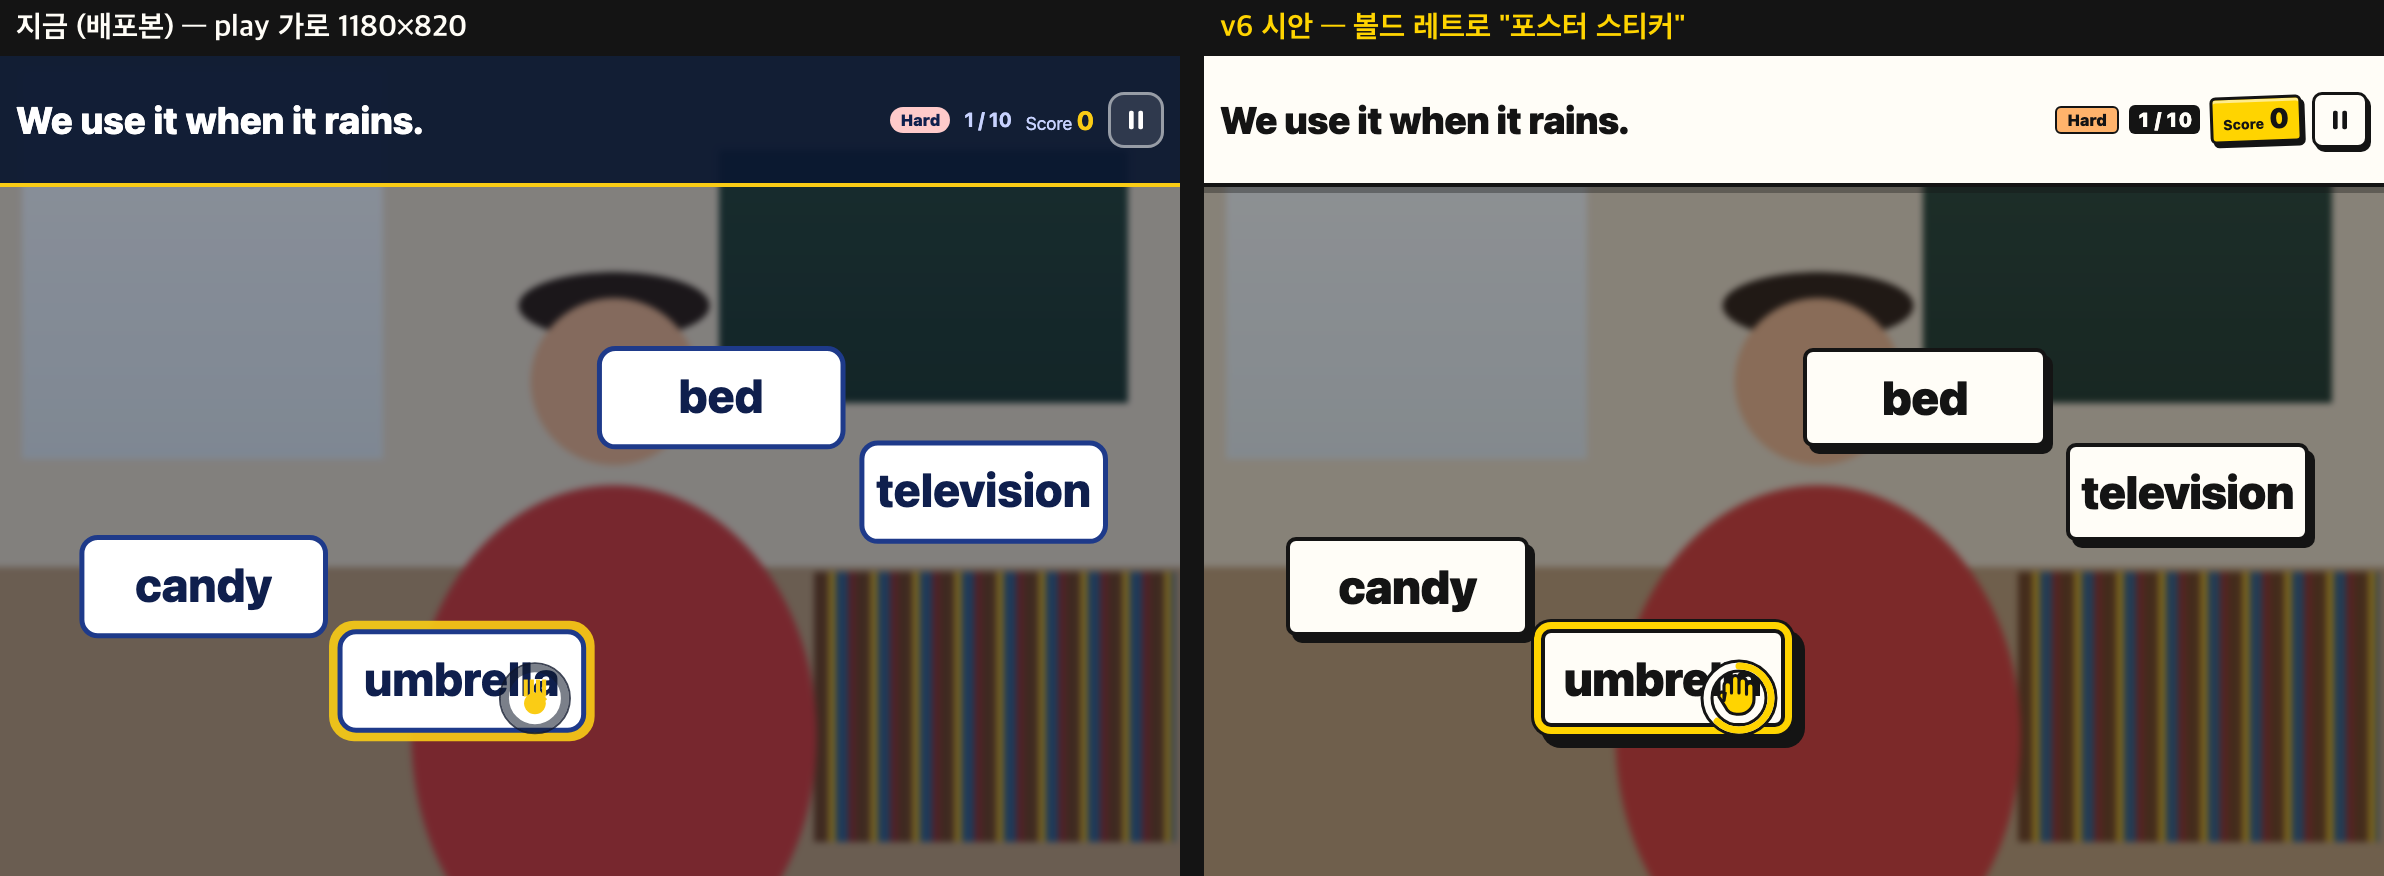 지금 (배포본) — play 가로 1180×820
We use it when it rains.
Hard 1/10 Score 0
bed
television
candy
umbrella
v6 시안 — 볼드 레트로 "포스터 스티커"
We use it when it rains.
Hard 1/10 Score 0
bed
television
candy
umbrella